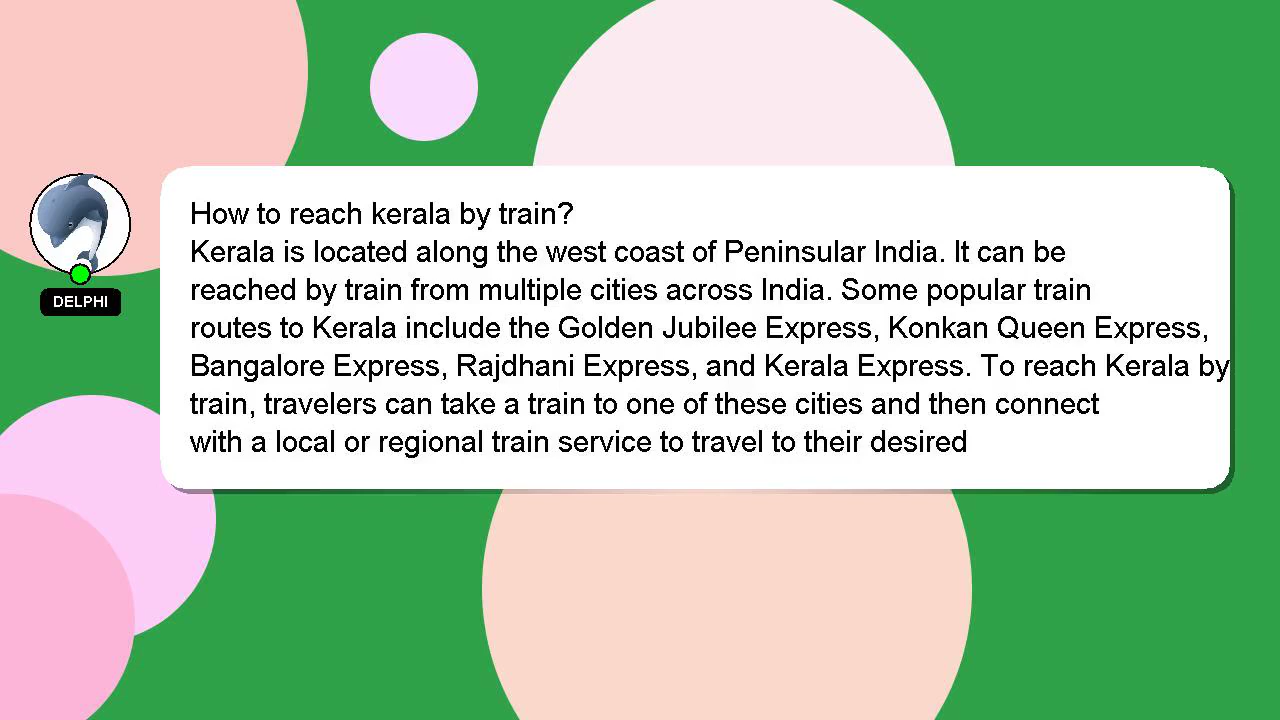 How to reach kerala by train?
Kerala is located along the west coast of Peninsular India. It can be
reached by train from multiple cities across India. Some popular train
routes to Kerala include the Golden Jubilee Express, Konkan Queen Express,
Bangalore Express, Rajdhani Express, and Kerala Express. To reach Kerala by
train, travelers can take a train to one of these cities and then connect
with a local or regional train service to travel to their desired
DELPHI